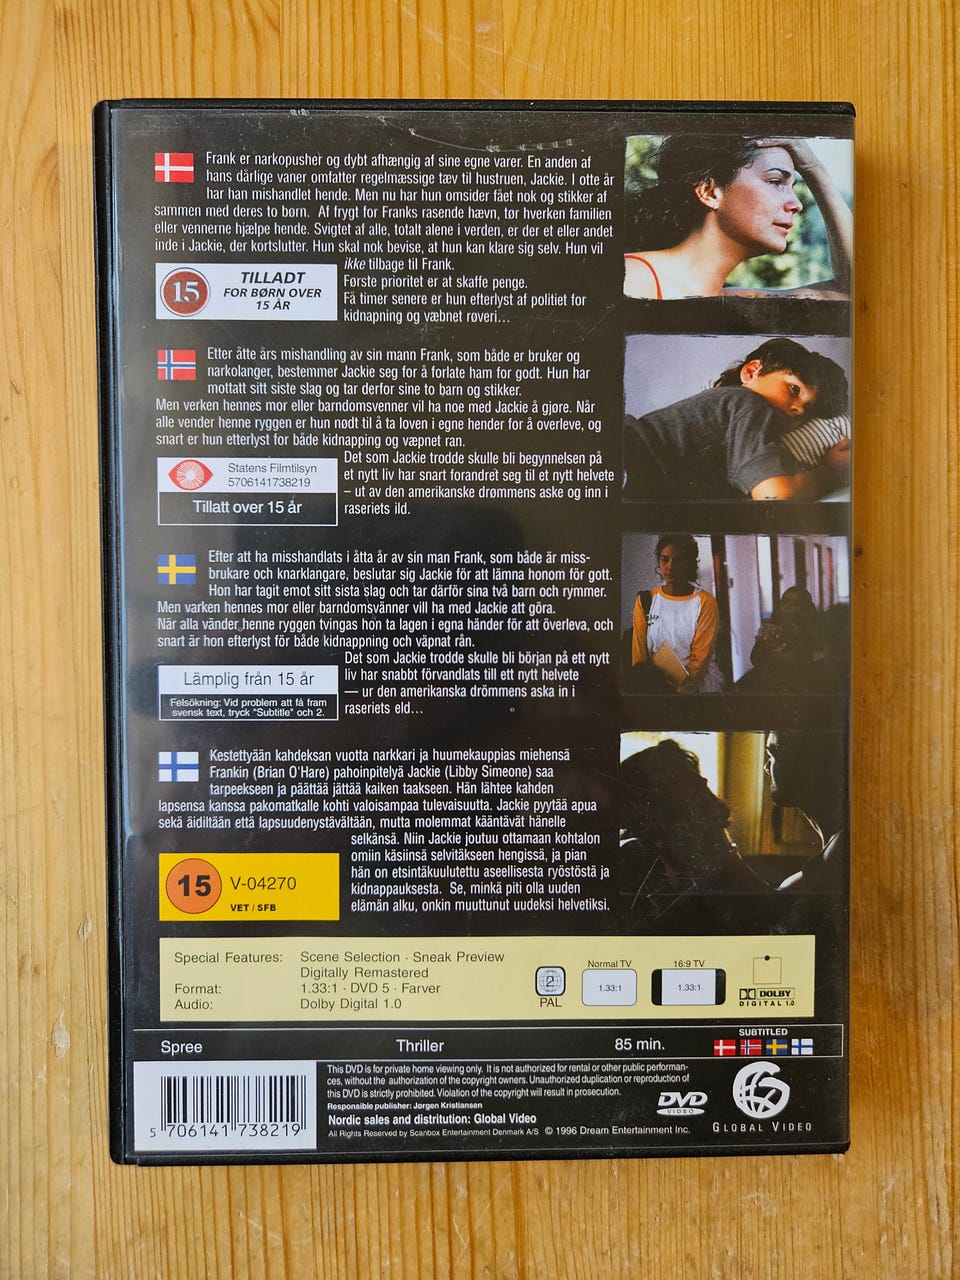 Frank er narkopusher og dybt afhængig af sine egne varer. En anden af
hans dårlige vaner omfatter regelmæssige tæv til hustruen, Jackie. I otte år
har han mishandlet hende. Men nu har hun omsider fået nok og stikker af
sammen med deres to børn. Af frygt for Franks rasende hævn, tør hverken familien
eller vennerne hjælpe hende. Svigtet af alle, totalt alene i verden, er der et eller andet
inde i Jackie, der kortslutter. Hun skal nok bevise, at hun kan klare sig selv. Hun vil
ikke tilbage til Frank.
Første prioritet er at skaffe penge.
Få timer senere er hun efterlyst af politiet for
kidnapning og væbnet røveri...
15
TILLADT
FOR BØRN OVER
15 ÅR
Etter åtte års mishandling av sin mann Frank, som både er bruker og
narkolanger, bestemmer Jackie seg for å forlate ham for godt. Hun har
mottatt sitt siste slag og tar derfor sine to barn og stikker.
Men verken hennes mor eller barndomsvenner vil ha noe med Jackie å gjøre. Når
alle vender henne ryggen er hun nødt til å ta loven i egne hender for å overleve, og
snart er hun etterlyst for både kidnapping og væpnet ran.
Det som Jackie trodde skulle bli begynnelsen på
et nytt liv har snart forandret seg til et nytt helvete
– ut av den amerikanske drømmens aske og inn i
raseriets ild.
Statens Filmtilsyn
5706141738219
Tillatt over 15 år
Efter att ha misshandlats i åtta år av sin man Frank, som både är miss-
brukare och knarklangare, beslutar sig Jackie för att lämna honom för gott.
Hon har tagit emot sitt sista slag och tar därför sina två barn och rymmer.
Men varken hennes mor eller barndomsvänner vill ha med Jackie att göra.
När alla vänder henne ryggen tvingas hon ta lagen i egna händer för att överleva, och
snart är hon efterlyst för både kidnappning och väpnat rån.
Det som Jackie trodde skulle bli början på ett nytt
liv har snabbt förvandlats till ett nytt helvete
— ur den amerikanska drömmens aska in i
raseriets eld...
Lämplig från 15 år
Felsökning: Vid problem att få fram
svensk text, tryck "Subtitle" och 2.
Kestettyään kahdeksan vuotta narkkari ja huumekauppias miehensä
Frankin (Brian O'Hare) pahoinpitelyä Jackie (Libby Simeone) saa
tarpeekseen ja päättää jättää kaiken taakseen. Hän lähtee kahden
lapsensa kanssa pakomatkalle kohti valoisampaa tulevaisuutta. Jackie pyytää apua
sekä äidiltään että lapsuudenystävältään, mutta molemmat kääntävät hänelle
selkänsä. Niin Jackie joutuu ottamaan kohtalon
omiin käsiinsä selvitäkseen hengissä, ja pian
hän on etsintäkuulutettu aseellisesta ryöstöstä ja
kidnappauksesta. Se, minkä piti olla uuden
elämän alku, onkin muuttunut uudeksi helvetiksi.
15
V-04270
VET / SFB
Special Features: Scene Selection · Sneak Preview
Digitally Remastered
Format: 1.33:1 · DVD 5 · Farver
Audio: Dolby Digital 1.0
2
PAL
Normal TV
1.33:1
16:9 TV
1.33:1
DOLBY
DIGITAL 1.0
Spree
Thriller
85 min.
SUBTITLED
5 706141 738219
This DVD is for private home viewing only. It is not authorized for rental or other public performan-
ces, without the authorization of the copyright owners. Unauthorized duplication or reproduction of
this DVD is strictly prohibited. Violation of the copyright will result in prosecution.
Responsible publisher: Jørgen Kristiansen
Nordic sales and distritution: Global Video
All Rights Reserved by Scanbox Entertainment Denmark A/S © 1996 Dream Entertainment Inc.
DVD
VIDEO
GLOBAL VIDEO